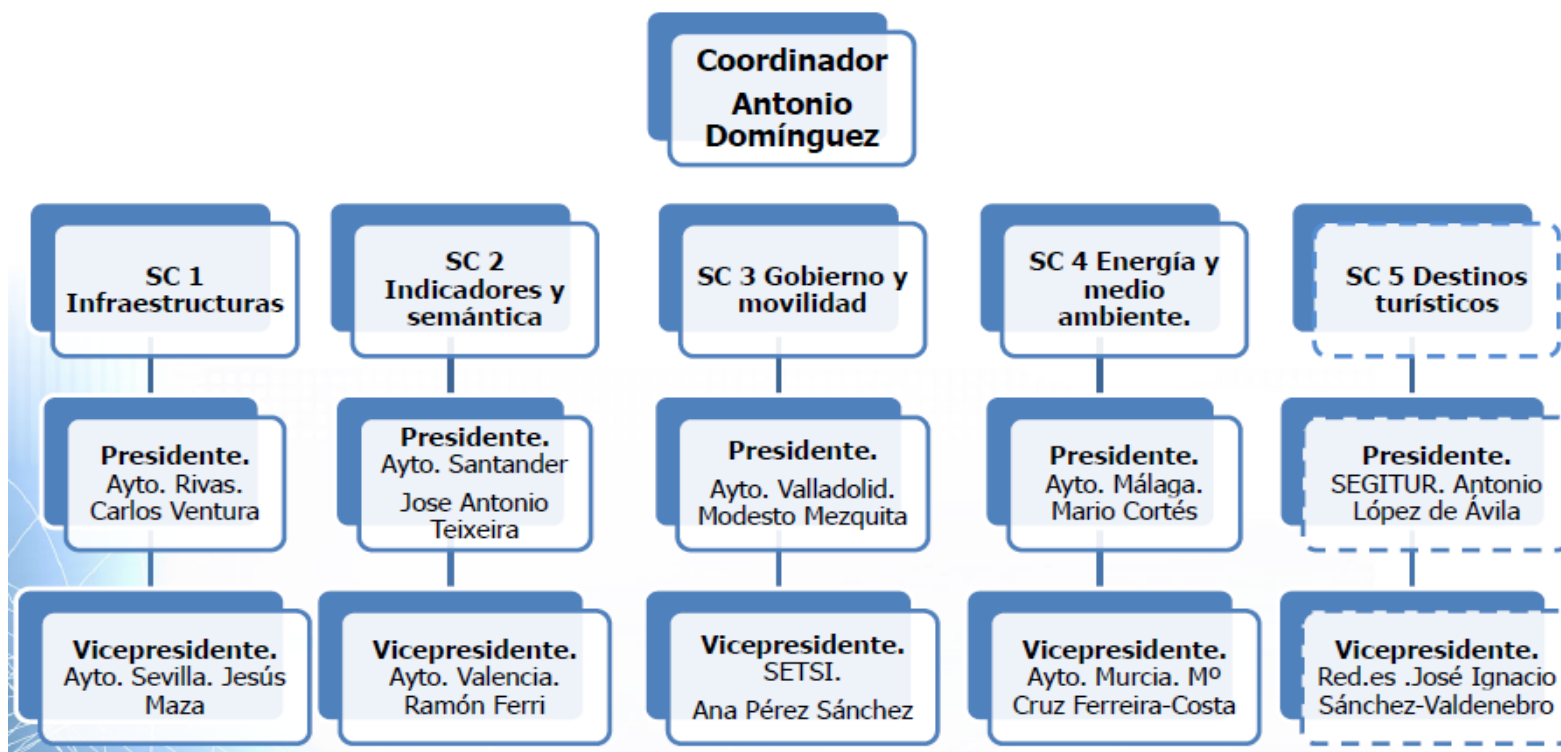 Coordinador
Antonio
Domínguez
SC 1
Infraestructuras
SC 2
Indicadores y
semántica
SC 3 Gobierno y
movilidad
SC 4 Energía y
medio
ambiente.
SC 5 Destinos
turísticos
Presidente.
Ayto. Rivas.
Carlos Ventura
Presidente.
Ayto. Santander
Jose Antonio
Teixeira
Presidente.
Ayto. Valladolid.
Modesto Mezquita
Presidente.
Ayto. Málaga.
Mario Cortés
Presidente.
SEGITUR. Antonio
López de Ávila
Vicepresidente.
Ayto. Sevilla. Jesús
Maza
Vicepresidente.
Ayto. Valencia.
Ramón Ferri
Vicepresidente.
SETSI.
Ana Pérez Sánchez
Vicepresidente.
Ayto. Murcia. Mº
Cruz Ferreira-Costa
Vicepresidente.
Red.es .José Ignacio
Sánchez-Valdenebro